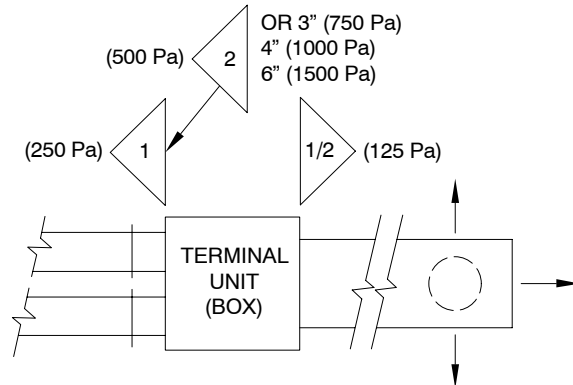 (500 Pa)
2
OR 3” (750 Pa)
4” (1000 Pa)
6” (1500 Pa)
(250 Pa)
1
1/2
(125 Pa)
TERMINAL
UNIT
(BOX)